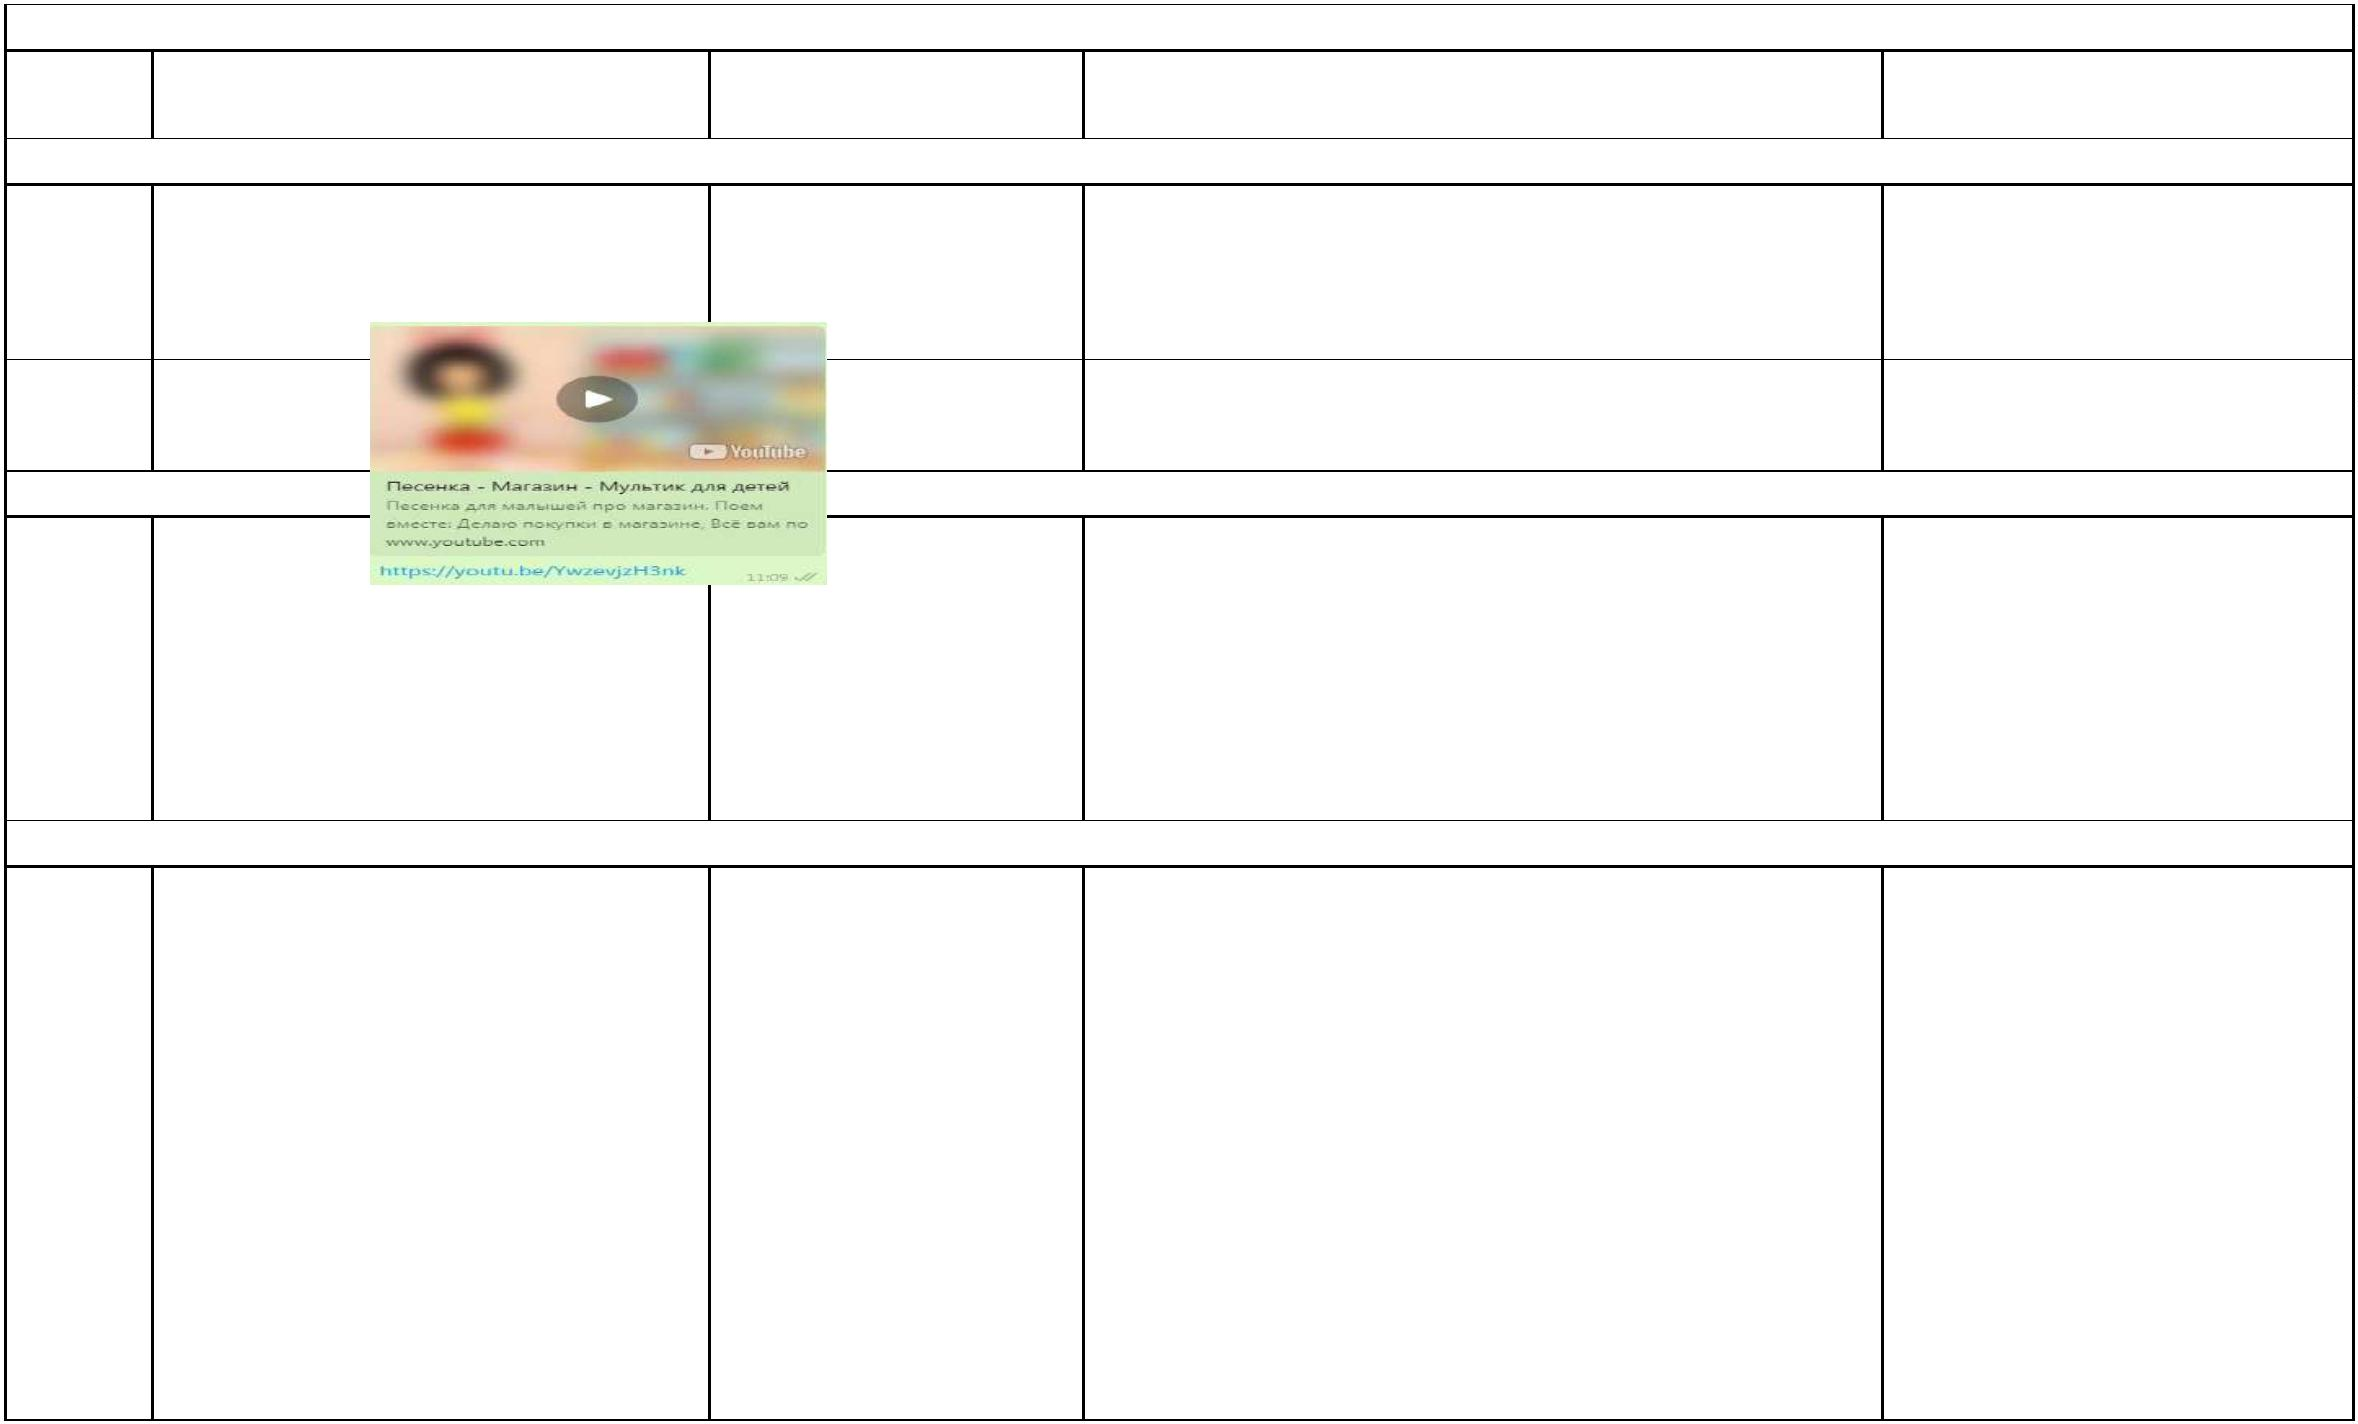 YouTube
Песенка - Магазин - Мультик для детей
Песенка для малышей про магазин. Поем
вместе: Делаю покупки в магазине, Всё вам по
www.youtube.com
https://youtu.be/YwzevjzH3nk
11:09